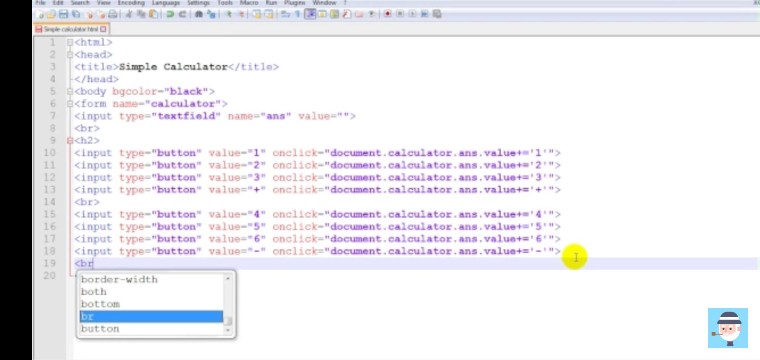 File Edit Search View Encoding Language Settings Tools Macro Run Plugins Window ?
Simple calculator.html
1 <html>
2 <head>
3 <title>Simple Calculator</title>
4 </head>
5 <body bgcolor="black">
6 <form name="calculator">
7 <input type="textfield" name="ans" value="">
8 <br>
9 <h2>
10 <input type="button" value="1" onclick="document.calculator.ans.value+='1'">
11 <input type="button" value="2" onclick="document.calculator.ans.value+='2'">
12 <input type="button" value="3" onclick="document.calculator.ans.value+='3'">
13 <input type="button" value="+" onclick="document.calculator.ans.value+='+'">
14 <br>
15 <input type="button" value="4" onclick="document.calculator.ans.value+='4'">
16 <input type="button" value="5" onclick="document.calculator.ans.value+='5'">
17 <input type="button" value="6" onclick="document.calculator.ans.value+='6'">
18 <input type="button" value="-" onclick="document.calculator.ans.value+='-'">
19 <br
20
border-width
both
bottom
br
button